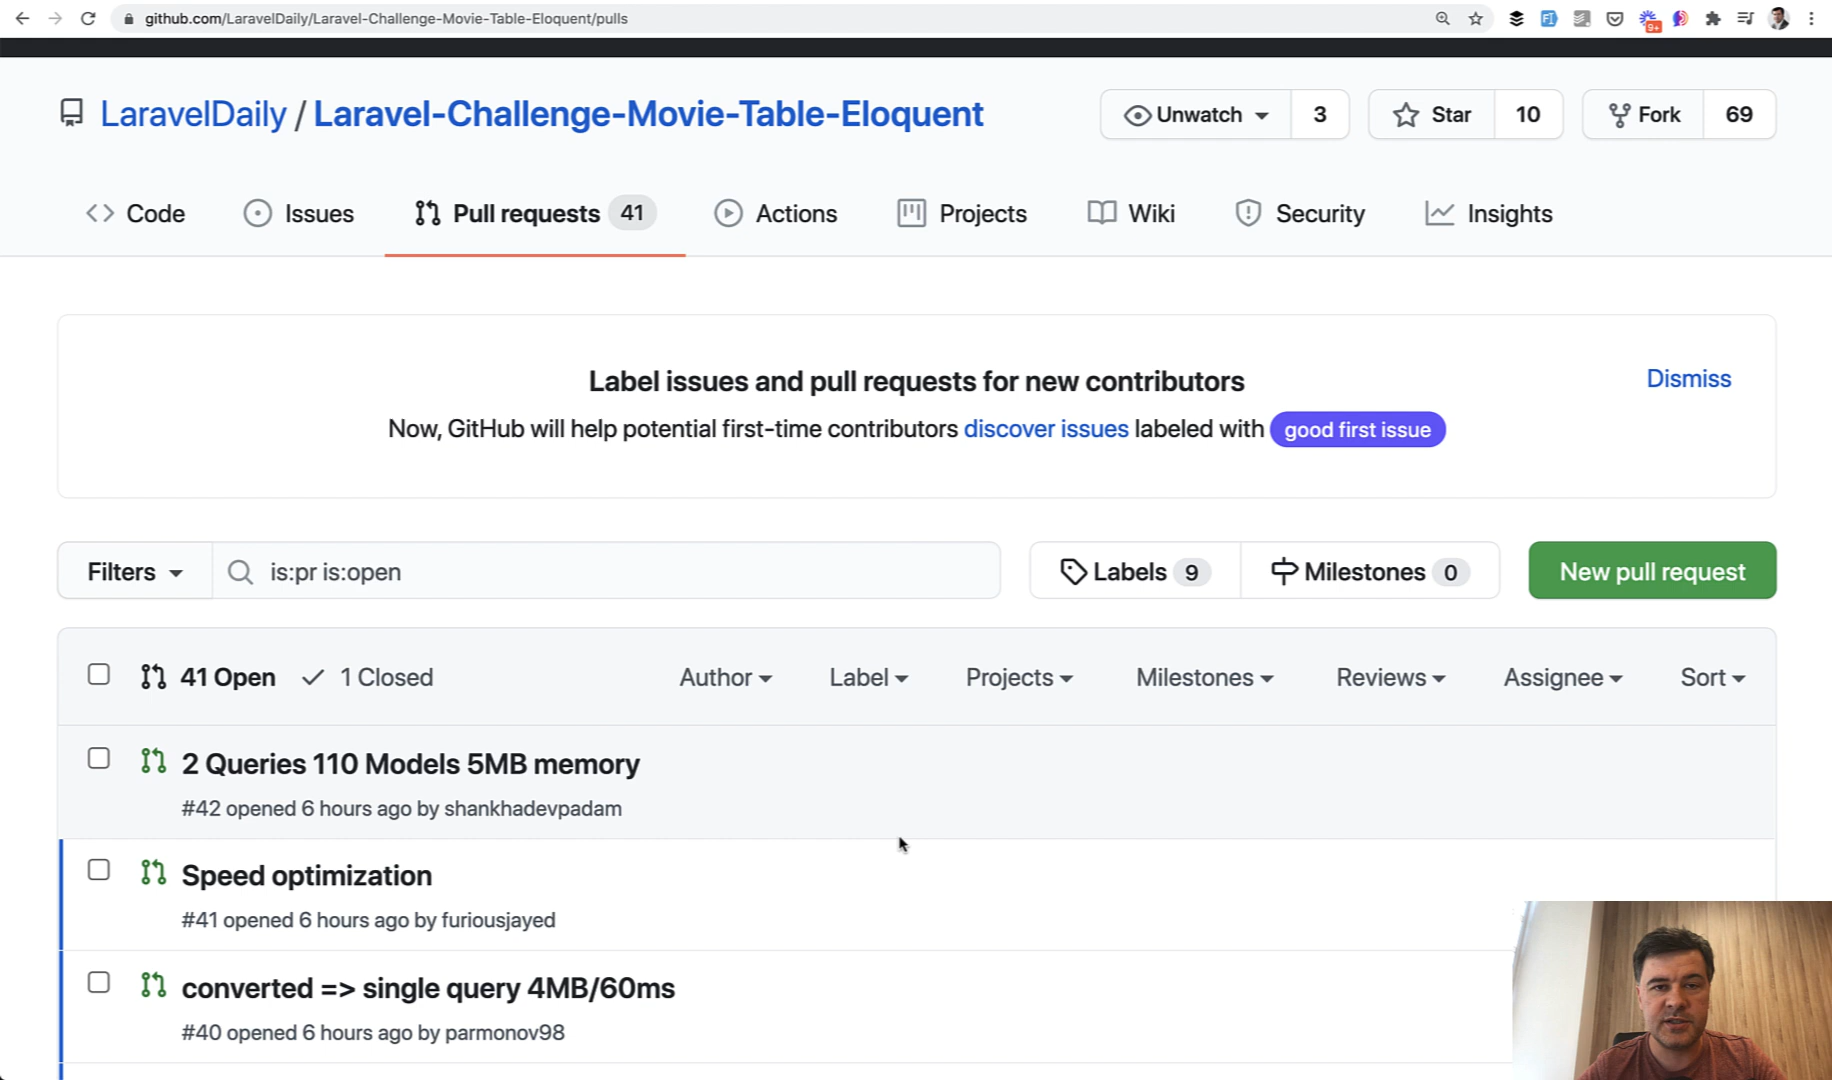 github.com/LaravelDaily/Laravel-Challenge-Movie-Table-Eloquent/pulls
9+
LaravelDaily / Laravel-Challenge-Movie-Table-Eloquent
Unwatch 3
Star 10
Fork 69
Code
Issues
Pull requests 41
Actions
Projects
Wiki
Security
Insights
Label issues and pull requests for new contributors
Dismiss
Now, GitHub will help potential first-time contributors discover issues labeled with good first issue
Filters
is:pr is:open
Labels 9
Milestones 0
New pull request
41 Open
1 Closed
Author
Label
Projects
Milestones
Reviews
Assignee
Sort
2 Queries 110 Models 5MB memory
#42 opened 6 hours ago by shankhadevpadam
Speed optimization
#41 opened 6 hours ago by furiousjayed
converted => single query 4MB/60ms
#40 opened 6 hours ago by parmonov98